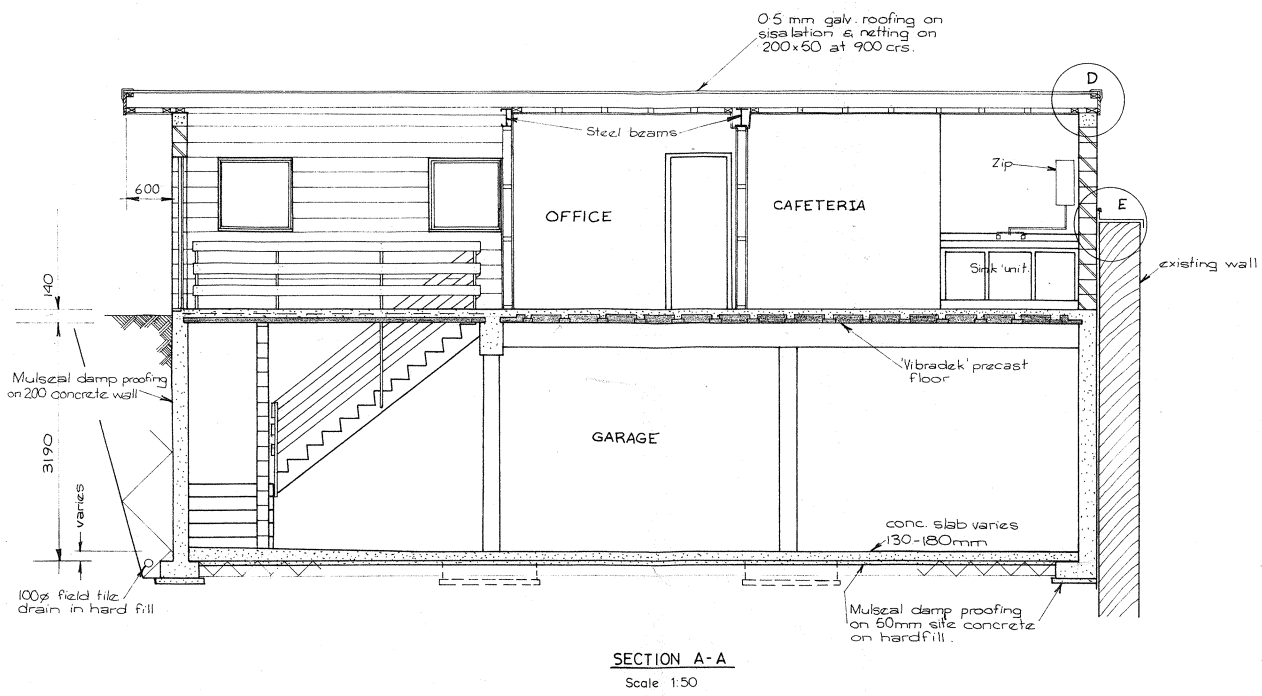 0·5 mm galv. roofing on
sisalation & netting on
200 x 50 at 900 crs.
D
Steel beams
Zip
600
OFFICE
CAFETERIA
E
existing wall
Sink unit.
140
'Vibradek' precast
floor
Mulseal damp proofing
on 200 concrete wall
GARAGE
3190
varies
conc. slab varies
130-180mm
100ø field tile
drain in hard fill
Mulseal damp proofing
on 50mm site concrete
on hardfill.
SECTION A-A
Scale 1:50